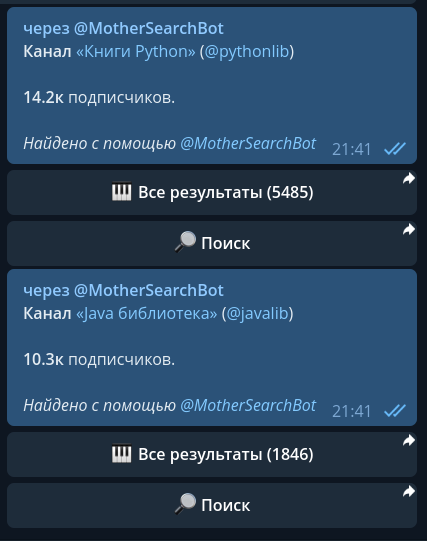 через @MotherSearchBot
Канал «Книги Python» (@pythonlib)
14.2к подписчиков.
Найдено с помощью @MotherSearchBot 21:41
Все результаты (5485)
Поиск
через @MotherSearchBot
Канал «Java библиотека» (@javalib)
10.3к подписчиков.
Найдено с помощью @MotherSearchBot 21:41
Все результаты (1846)
Поиск